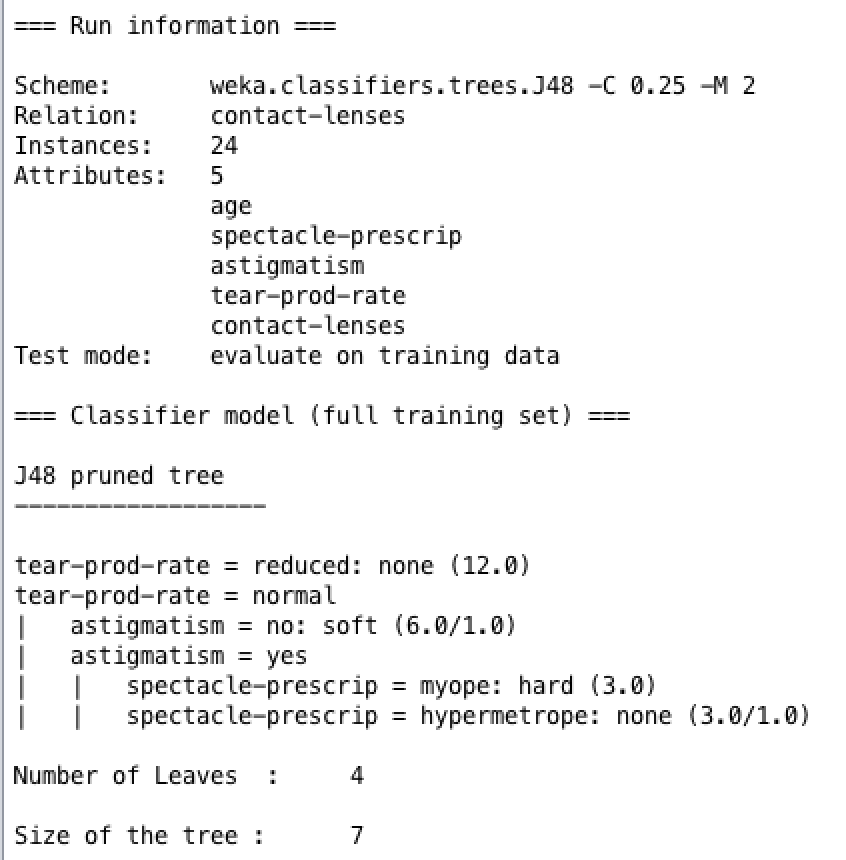 === Run information ===
Scheme:       weka.classifiers.trees.J48 -C 0.25 -M 2
Relation:     contact-lenses
Instances:    24
Attributes:   5
              age
              spectacle-prescrip
              astigmatism
              tear-prod-rate
              contact-lenses
Test mode:    evaluate on training data
=== Classifier model (full training set) ===
J48 pruned tree
------------------
tear-prod-rate = reduced: none (12.0)
tear-prod-rate = normal
|   astigmatism = no: soft (6.0/1.0)
|   astigmatism = yes
|   |   spectacle-prescrip = myope: hard (3.0)
|   |   spectacle-prescrip = hypermetrope: none (3.0/1.0)
Number of Leaves  :     4
Size of the tree :      7